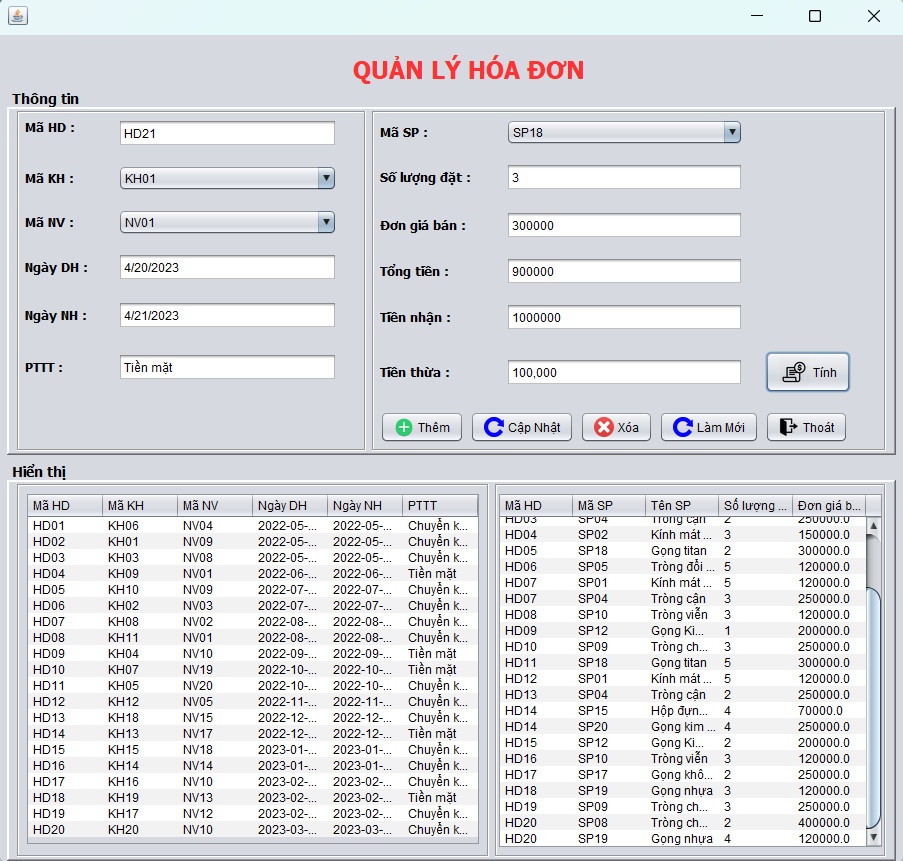 QUẢN LÝ HÓA ĐƠN
Thông tin
Mã HD : HD21
Mã KH : KH01
Mã NV : NV01
Ngày DH : 4/20/2023
Ngày NH : 4/21/2023
PTTT : Tiền mặt
Mã SP : SP18
Số lượng đặt : 3
Đơn giá bán : 300000
Tổng tiền : 900000
Tiền nhận : 1000000
Tiền thừa : 100,000 Tính
Thêm Cập Nhật Xóa Làm Mới Thoát
Hiển thị
Mã HD Mã KH Mã NV Ngày DH Ngày NH PTTT
HD01 KH06 NV04 2022-05-... 2022-05-... Chuyển k...
HD02 KH01 NV09 2022-05-... 2022-05-... Chuyển k...
HD03 KH03 NV08 2022-05-... 2022-05-... Chuyển k...
HD04 KH09 NV01 2022-06-... 2022-06-... Tiền mặt
HD05 KH10 NV09 2022-07-... 2022-07-... Chuyển k...
HD06 KH02 NV03 2022-07-... 2022-07-... Chuyển k...
HD07 KH08 NV02 2022-08-... 2022-08-... Chuyển k...
HD08 KH11 NV01 2022-08-... 2022-08-... Chuyển k...
HD09 KH04 NV10 2022-09-... 2022-09-... Tiền mặt
HD10 KH07 NV19 2022-10-... 2022-10-... Tiền mặt
HD11 KH05 NV20 2022-10-... 2022-10-... Chuyển k...
HD12 KH12 NV05 2022-11-... 2022-11-... Chuyển k...
HD13 KH18 NV15 2022-12-... 2022-12-... Chuyển k...
HD14 KH13 NV17 2022-12-... 2022-12-... Tiền mặt
HD15 KH15 NV18 2023-01-... 2023-01-... Chuyển k...
HD16 KH14 NV14 2023-01-... 2023-01-... Chuyển k...
HD17 KH16 NV10 2023-02-... 2023-02-... Chuyển k...
HD18 KH19 NV13 2023-02-... 2023-02-... Tiền mặt
HD19 KH17 NV12 2023-02-... 2023-02-... Chuyển k...
HD20 KH20 NV10 2023-03-... 2023-03-... Chuyển k...
Mã HD Mã SP Tên SP Số lượng ... Đơn giá b...
HD03 SP04 Tròng cận 2 250000.0
HD04 SP02 Kính mát ... 3 150000.0
HD05 SP18 Gọng titan 2 300000.0
HD06 SP05 Tròng đổi ... 5 120000.0
HD07 SP01 Kính mát ... 5 120000.0
HD07 SP04 Tròng cận 3 250000.0
HD08 SP10 Tròng viễn 3 120000.0
HD09 SP12 Gọng Ki... 1 200000.0
HD10 SP09 Tròng ch... 3 250000.0
HD11 SP18 Gọng titan 5 300000.0
HD12 SP01 Kính mát ... 5 120000.0
HD13 SP04 Tròng cận 2 250000.0
HD14 SP15 Hộp đựn... 4 70000.0
HD14 SP20 Gọng kim ... 4 250000.0
HD15 SP12 Gọng Ki... 2 200000.0
HD16 SP10 Tròng viễn 3 120000.0
HD17 SP17 Gọng khô... 2 250000.0
HD18 SP19 Gọng nhựa 3 120000.0
HD19 SP09 Tròng ch... 3 250000.0
HD20 SP08 Tròng ch... 2 400000.0
HD20 SP19 Gọng nhựa 4 120000.0